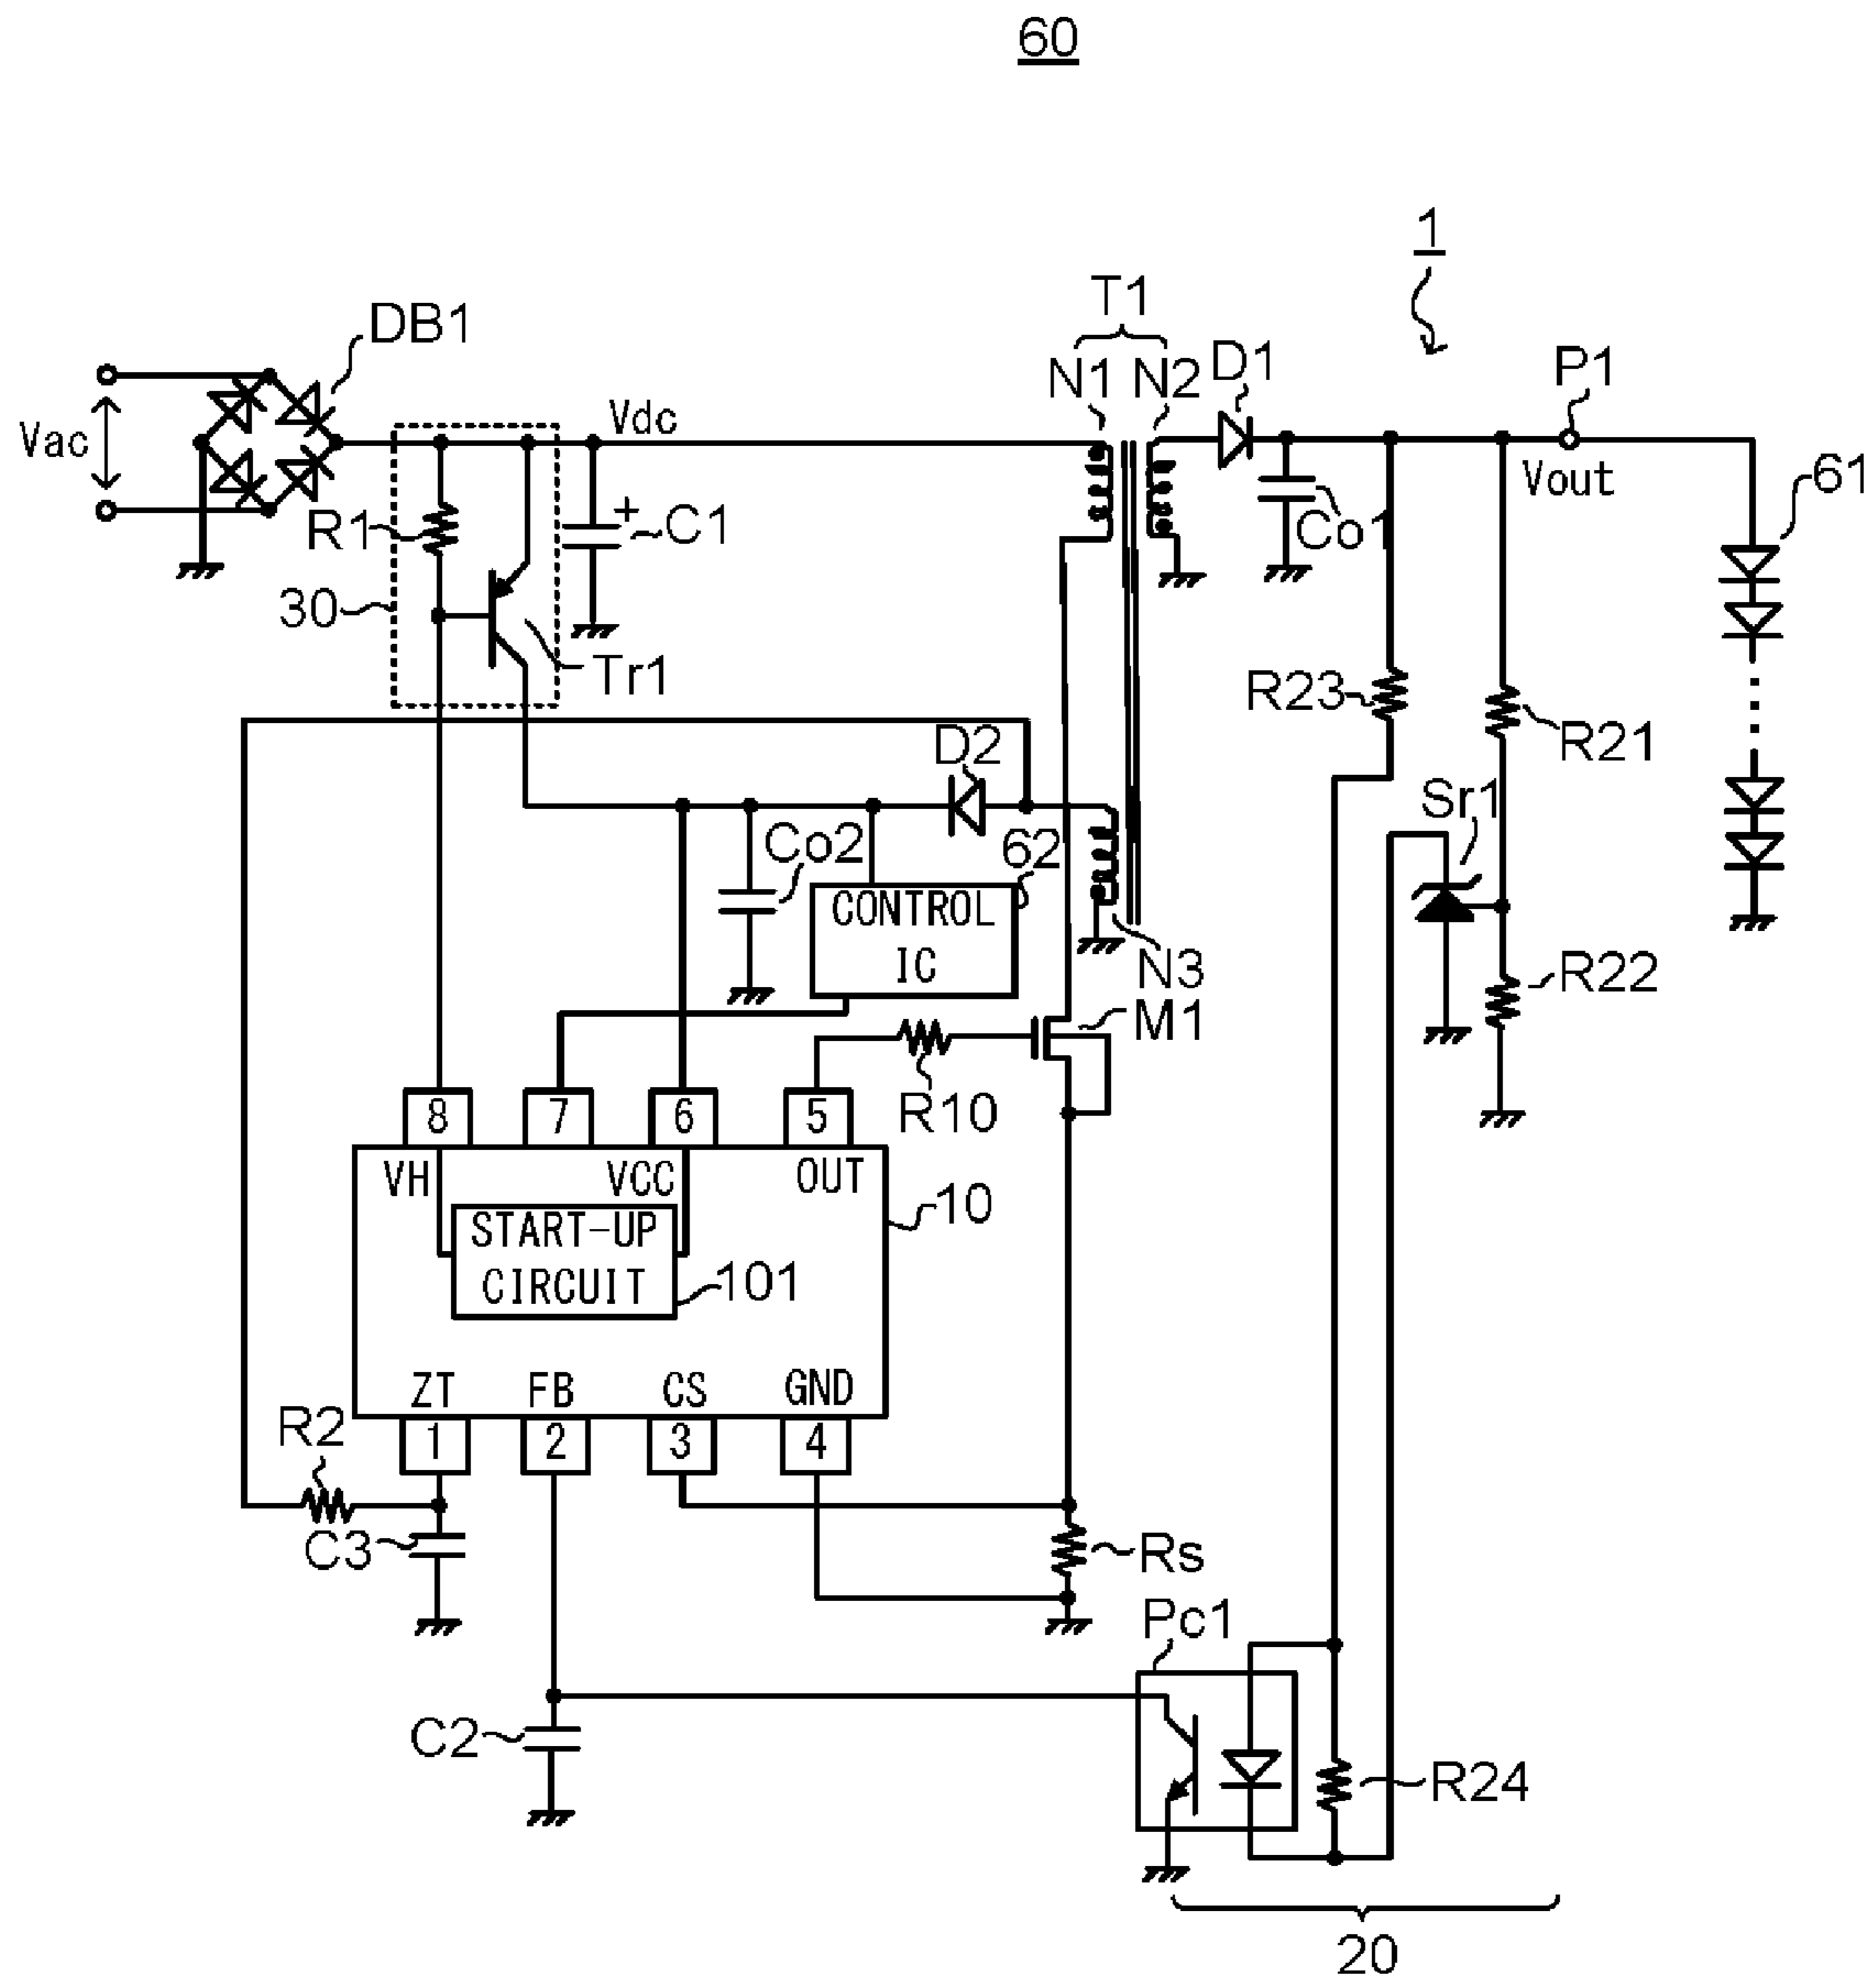 60
1
T1
DB1
N1
N2
D1
P1
Vac
Vdc
Vout
61
R1
+
C1
Co1
30
Tr1
R23
R21
D2
Sr1
Co2
62
CONTROL
IC
N3
R22
M1
R10
8
7
6
5
VH
VCC
OUT
10
START-UP
CIRCUIT
101
ZT
FB
CS
GND
R2
1
2
3
4
C3
Rs
Pc1
C2
R24
20